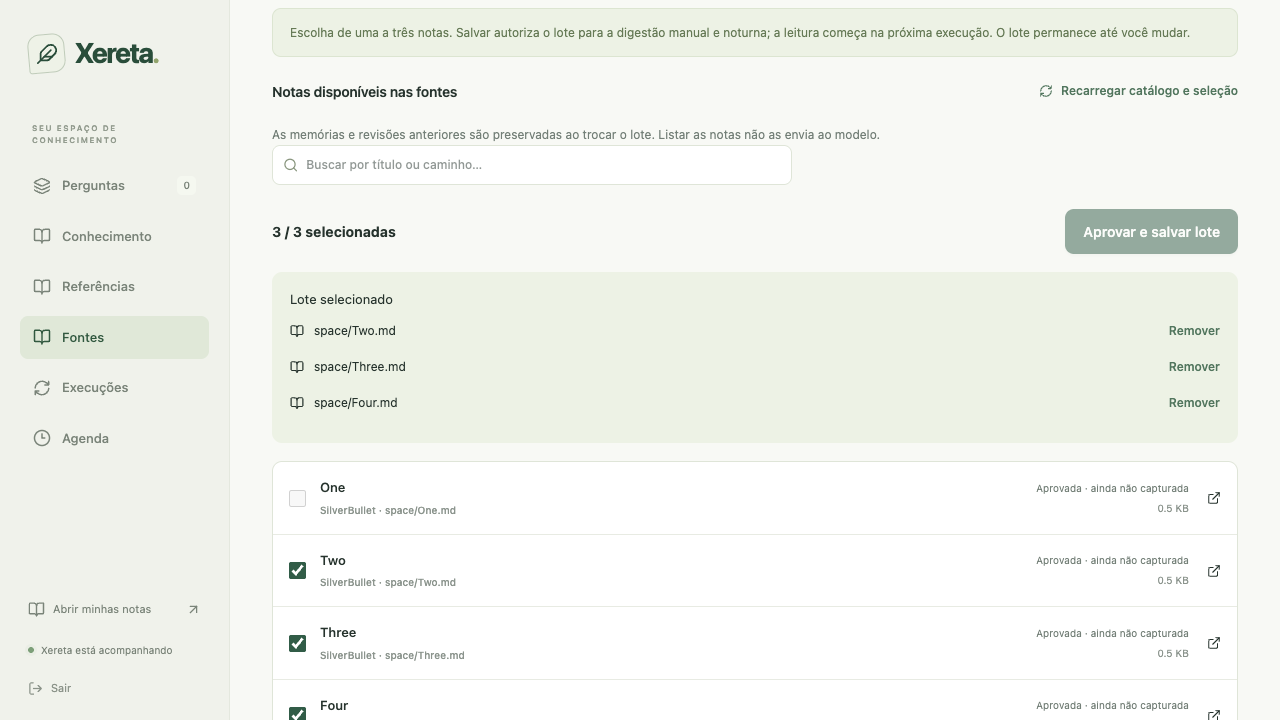 Xereta.
SEU ESPAÇO DE
CONHECIMENTO
Perguntas 0
Conhecimento
Referências
Fontes
Execuções
Agenda
Abrir minhas notas
Xereta está acompanhando
Sair
Escolha de uma a três notas. Salvar autoriza o lote para a digestão manual e noturna; a leitura começa na próxima execução. O lote permanece até você mudar.
Notas disponíveis nas fontes
Recarregar catálogo e seleção
As memórias e revisões anteriores são preservadas ao trocar o lote. Listar as notas não as envia ao modelo.
Buscar por título ou caminho...
3 / 3 selecionadas
Aprovar e salvar lote
Lote selecionado
space/Two.md Remover
space/Three.md Remover
space/Four.md Remover
One
SilverBullet · space/One.md
Aprovada · ainda não capturada
0.5 KB
Two
SilverBullet · space/Two.md
Aprovada · ainda não capturada
0.5 KB
Three
SilverBullet · space/Three.md
Aprovada · ainda não capturada
0.5 KB
Four
Aprovada · ainda não capturada